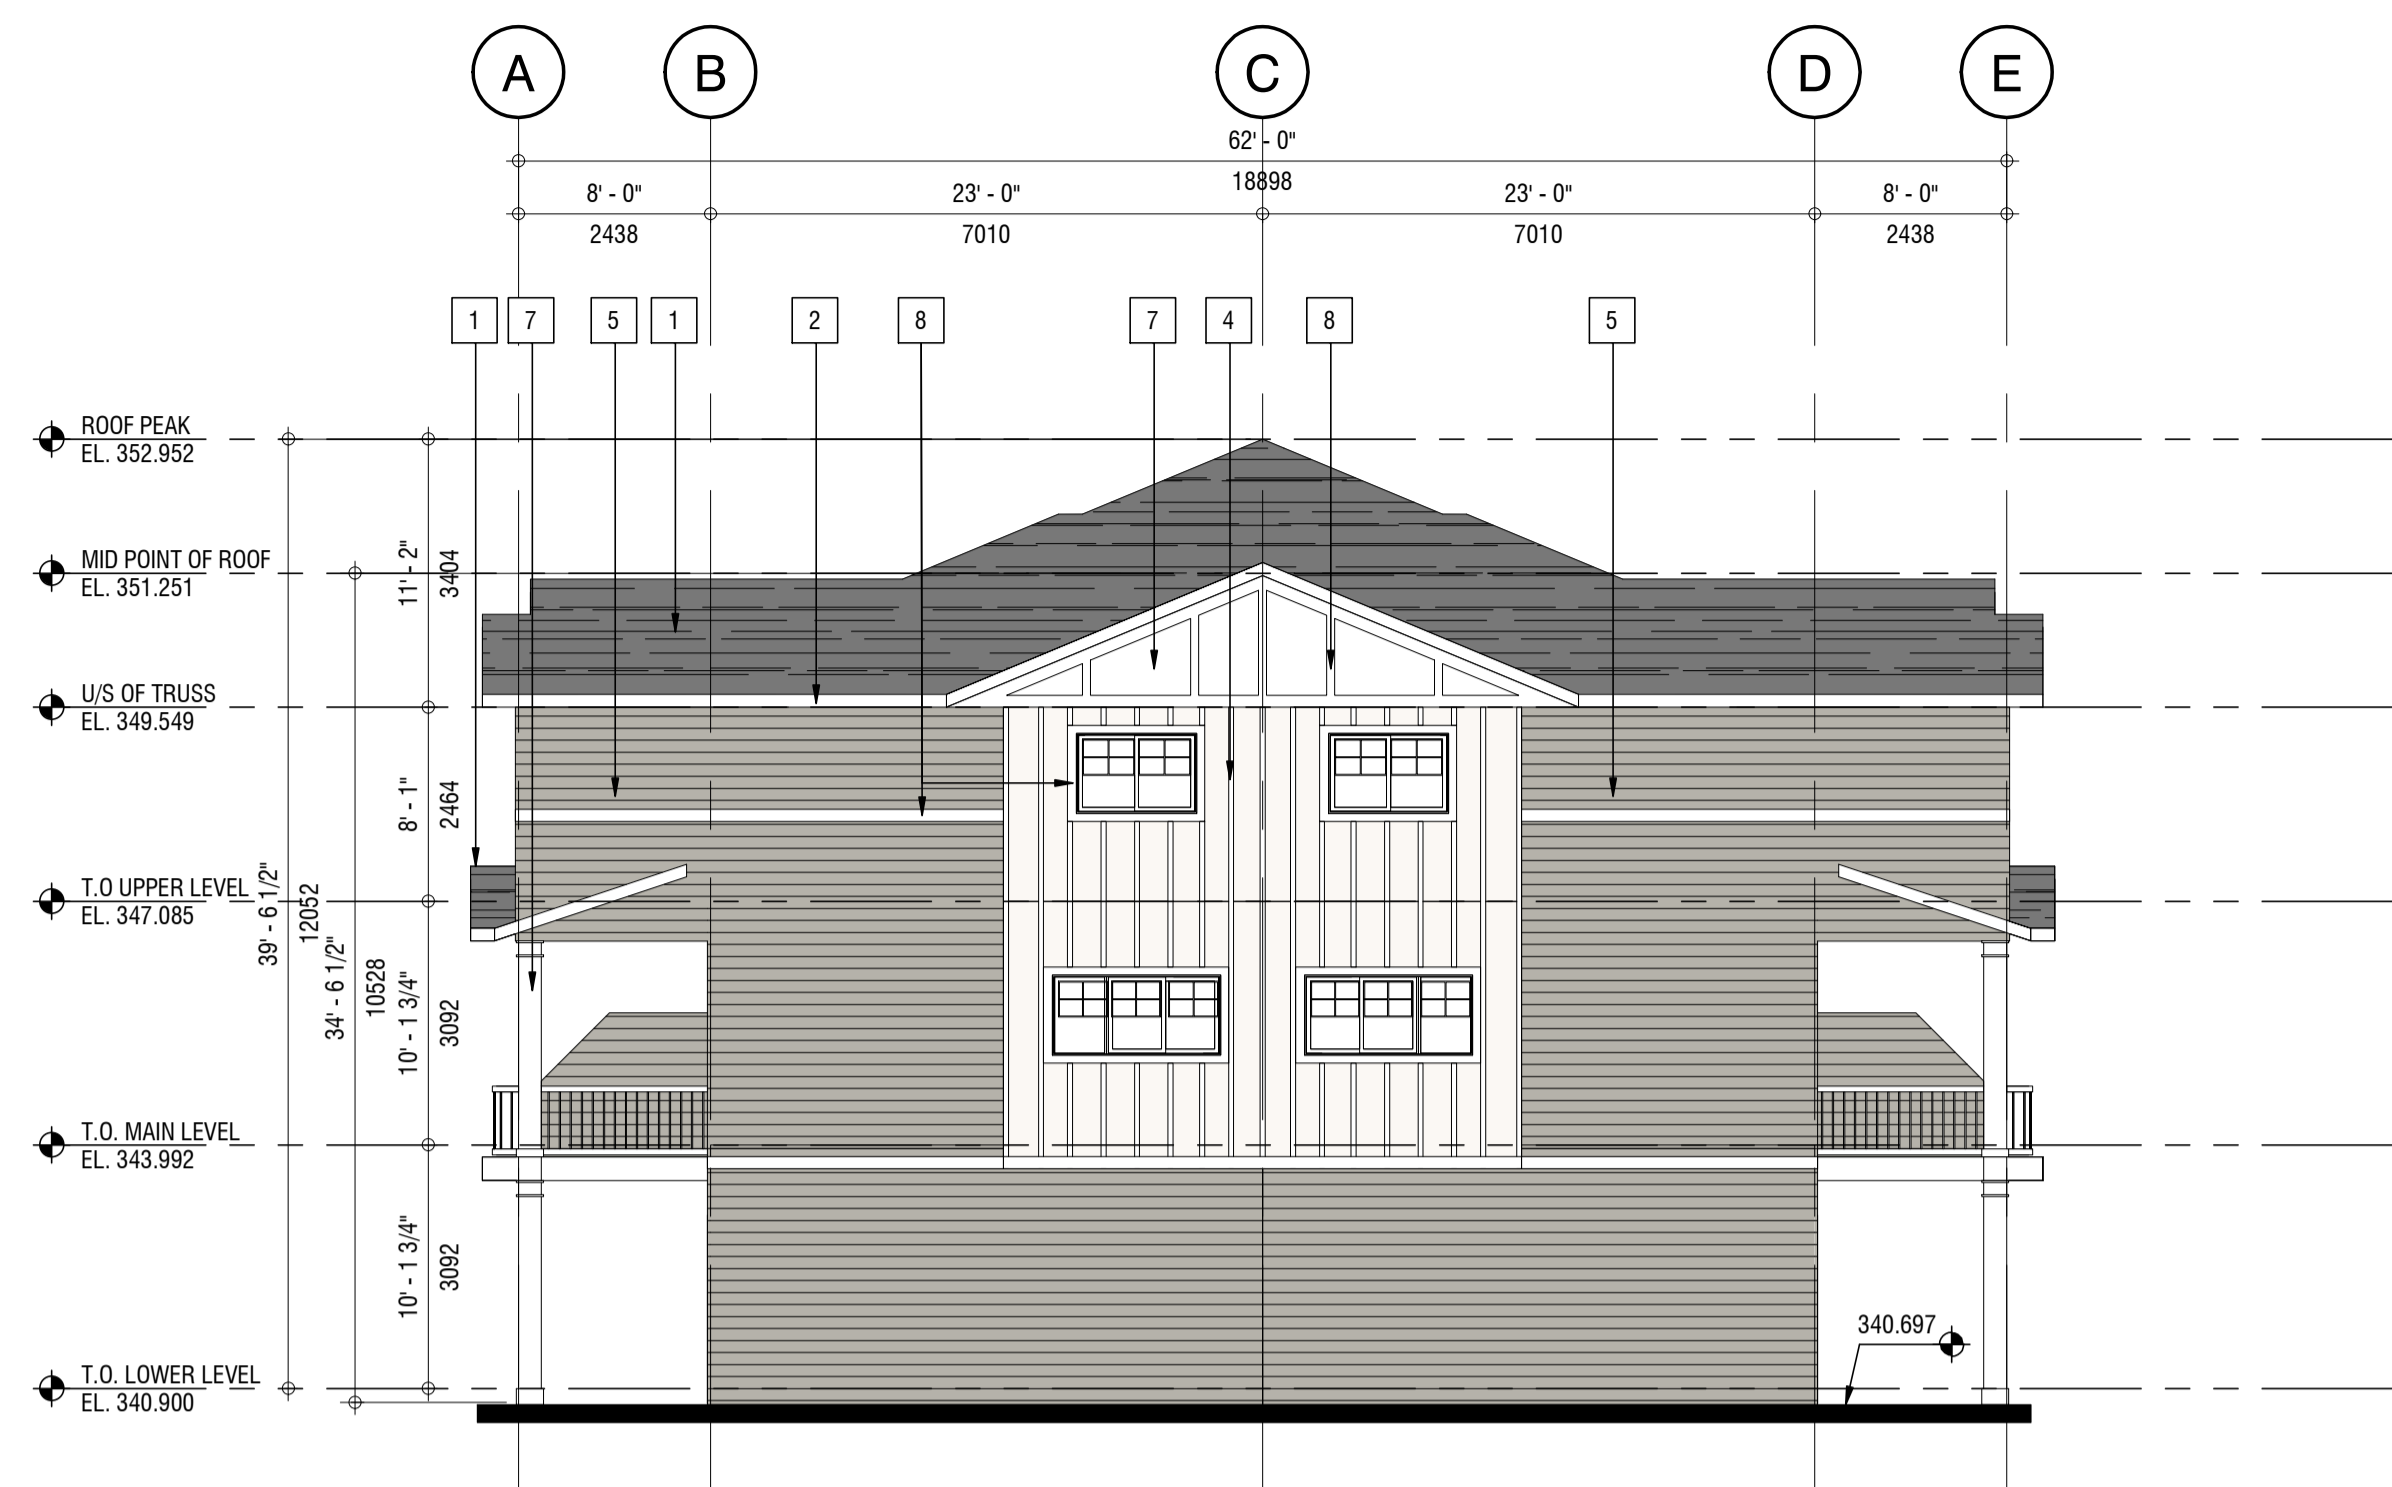 A B C D E
62' - 0"
18898
8' - 0" 23' - 0" 23' - 0" 8' - 0"
2438 7010 7010 2438
1 7 5 1 2 8 7 4 8 5
ROOF PEAK
EL. 352.952
MID POINT OF ROOF
EL. 351.251
11' - 2"
3404
U/S OF TRUSS
EL. 349.549
8' - 1"
2464
T.O UPPER LEVEL
EL. 347.085
39' - 6 1/2"
12052
34' - 6 1/2"
10528
10' - 1 3/4"
3092
T.O. MAIN LEVEL
EL. 343.992
10' - 1 3/4"
3092
340.697
T.O. LOWER LEVEL
EL. 340.900